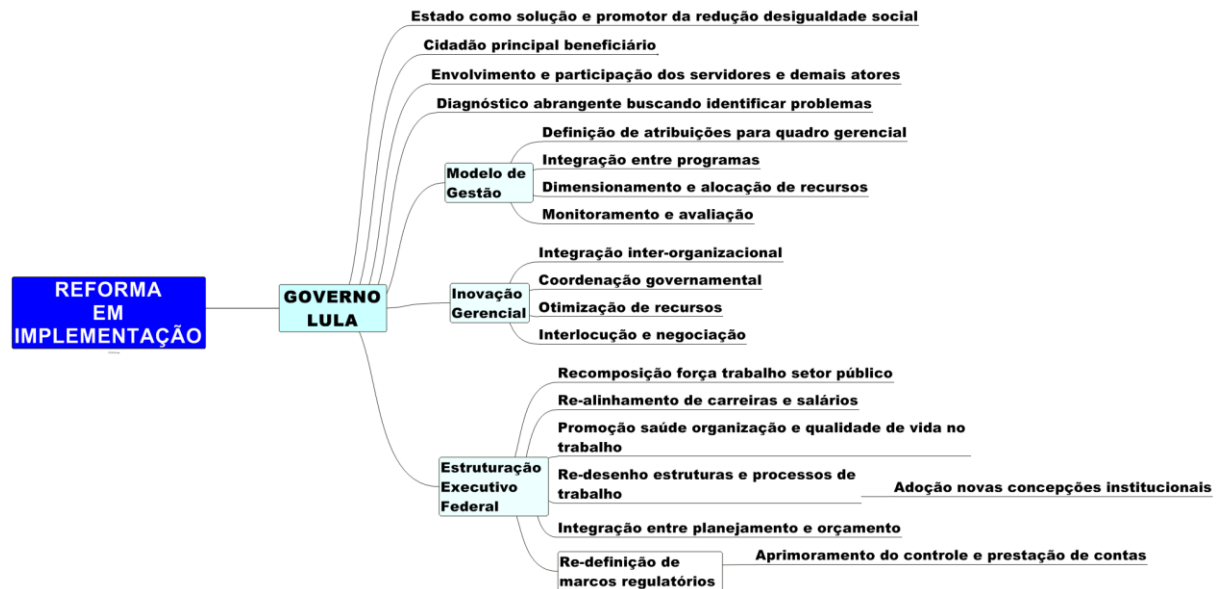 Estado como solução e promotor da redução desigualdade social
Cidadão principal beneficiário
Envolvimento e participação dos servidores e demais atores
Diagnóstico abrangente buscando identificar problemas
Definição de atribuições para quadro gerencial
Integração entre programas
Modelo de
Gestão
Dimensionamento e alocação de recursos
Monitoramento e avaliação
Integração inter-organizacional
Coordenação governamental
REFORMA
EM
IMPLEMENTAÇÃO
GOVERNO
LULA
Inovação
Gerencial
Otimização de recursos
Interlocução e negociação
Recomposição força trabalho setor público
Re-alinhamento de carreiras e salários
Promoção saúde organização e qualidade de vida no
trabalho
Estruturação
Executivo
Federal
Re-desenho estruturas e processos de
trabalho
Adoção novas concepções institucionais
Integração entre planejamento e orçamento
Re-definição de
marcos regulatórios
Aprimoramento do controle e prestação de contas